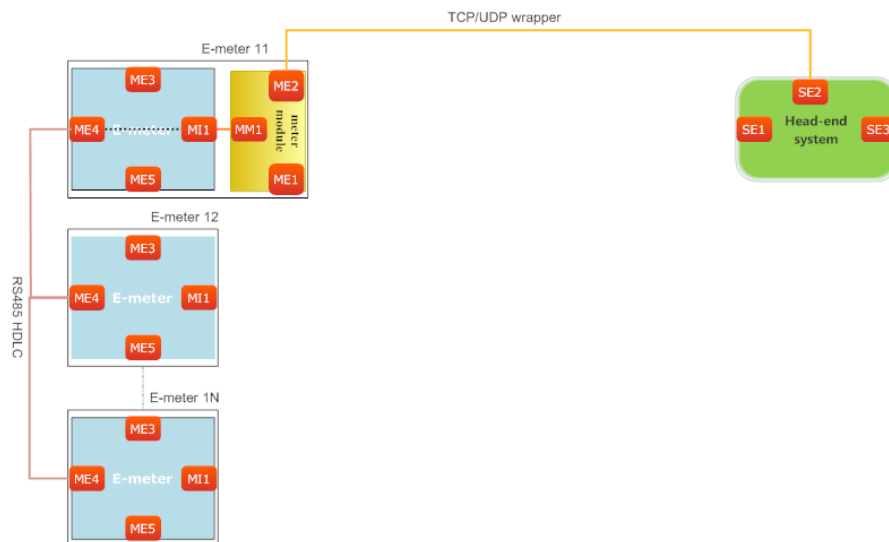 TCP/UDP wrapper
E-meter 11
ME3
ME2
SE2
ME4
E-meter
MI1
MM1
meter
module
SE1
Head-end
system
SE3
ME5
ME1
E-meter 12
ME3
RS485 HDLC
ME4
E-meter
MI1
ME5
E-meter 1N
ME3
ME4
E-meter
MI1
ME5